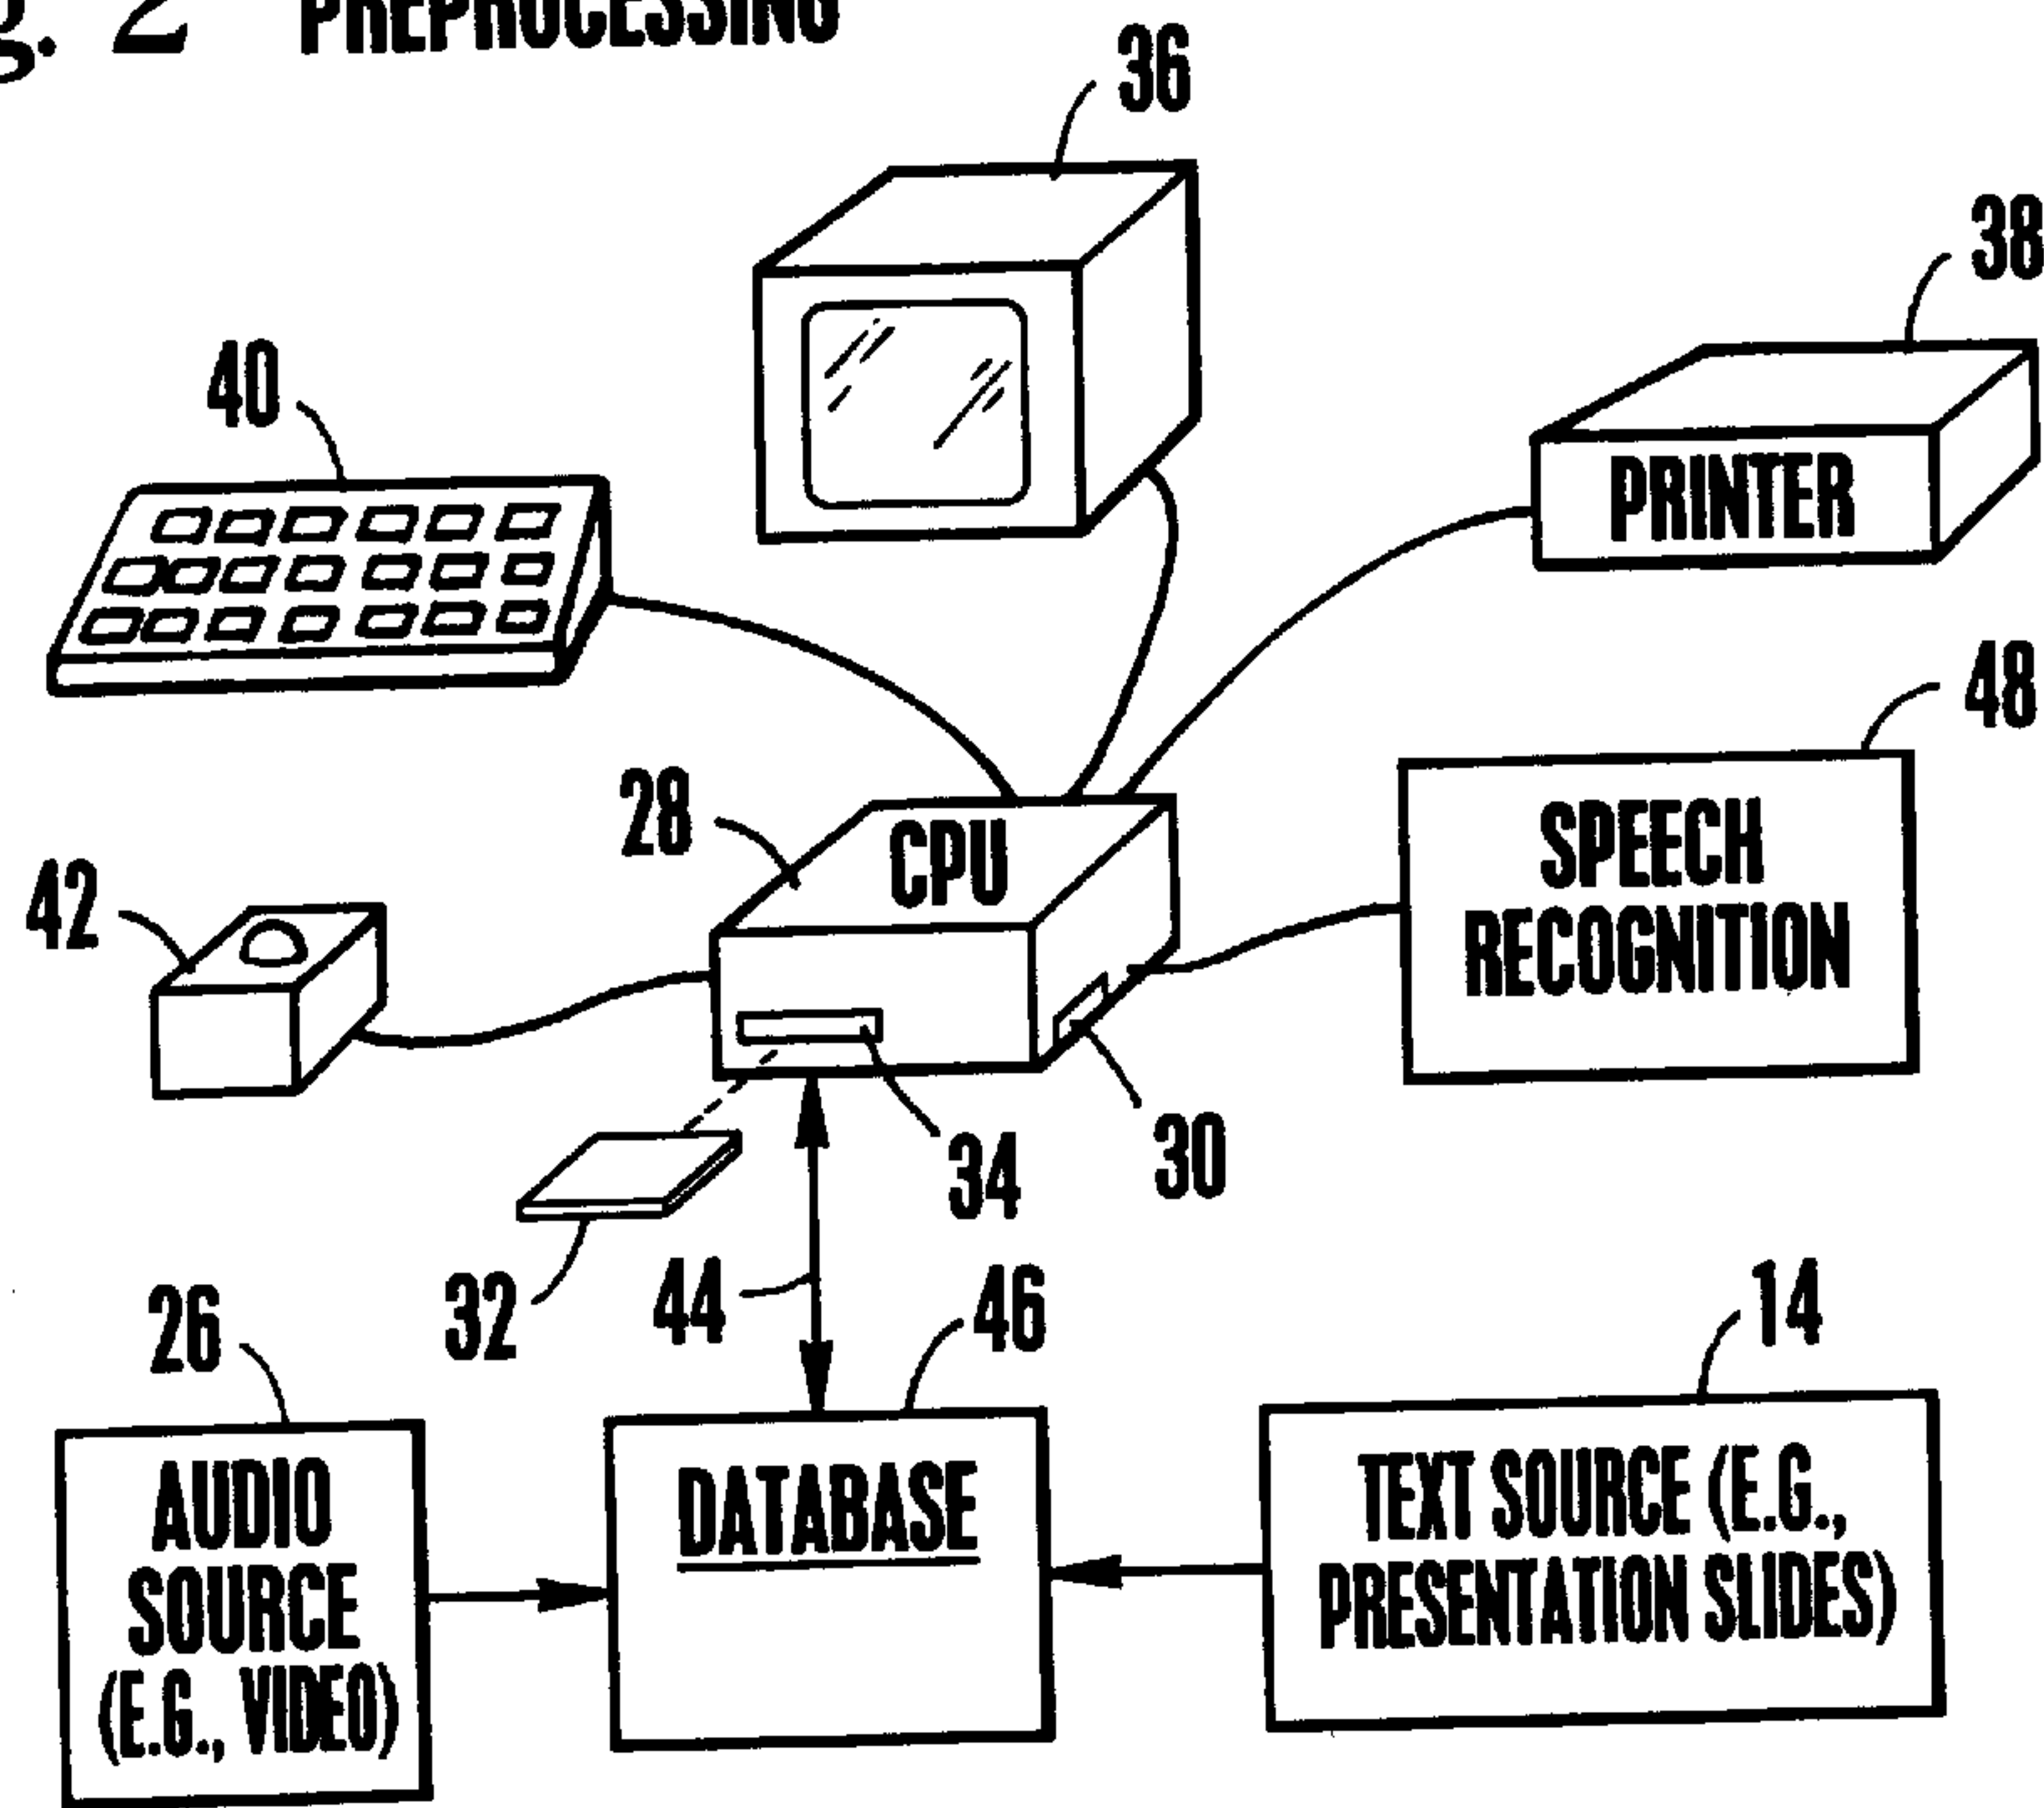 g. 2 PREPROCESSING
36
38
40
PRINTER
48
28
CPU
SPEECH
RECOGNITION
42
34
30
32
44
46
26
14
AUDIO
SOURCE
(E.G., VIDEO)
DATABASE
TEXT SOURCE (E.G.,
PRESENTATION SLIDES)